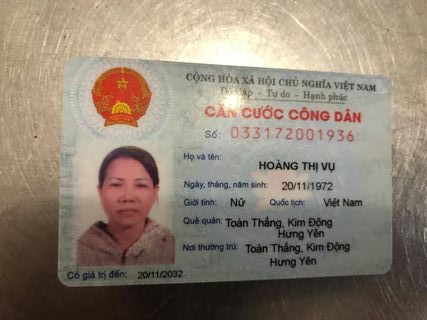 CỘNG HÒA XÃ HỘI CHỦ NGHĨA VIỆT NAM
Độc lập - Tự do - Hạnh phúc
CĂN CƯỚC CÔNG DÂN
Số: 033172001936
Họ và tên:
HOÀNG THỊ VỤ
Ngày, tháng, năm sinh: 20/11/1972
Giới tính: Nữ Quốc tịch: Việt Nam
Quê quán: Toàn Thắng, Kim Động
Hưng Yên
Nơi thường trú: Toàn Thắng, Kim Động
Hưng Yên
Có giá trị đến: 20/11/2032